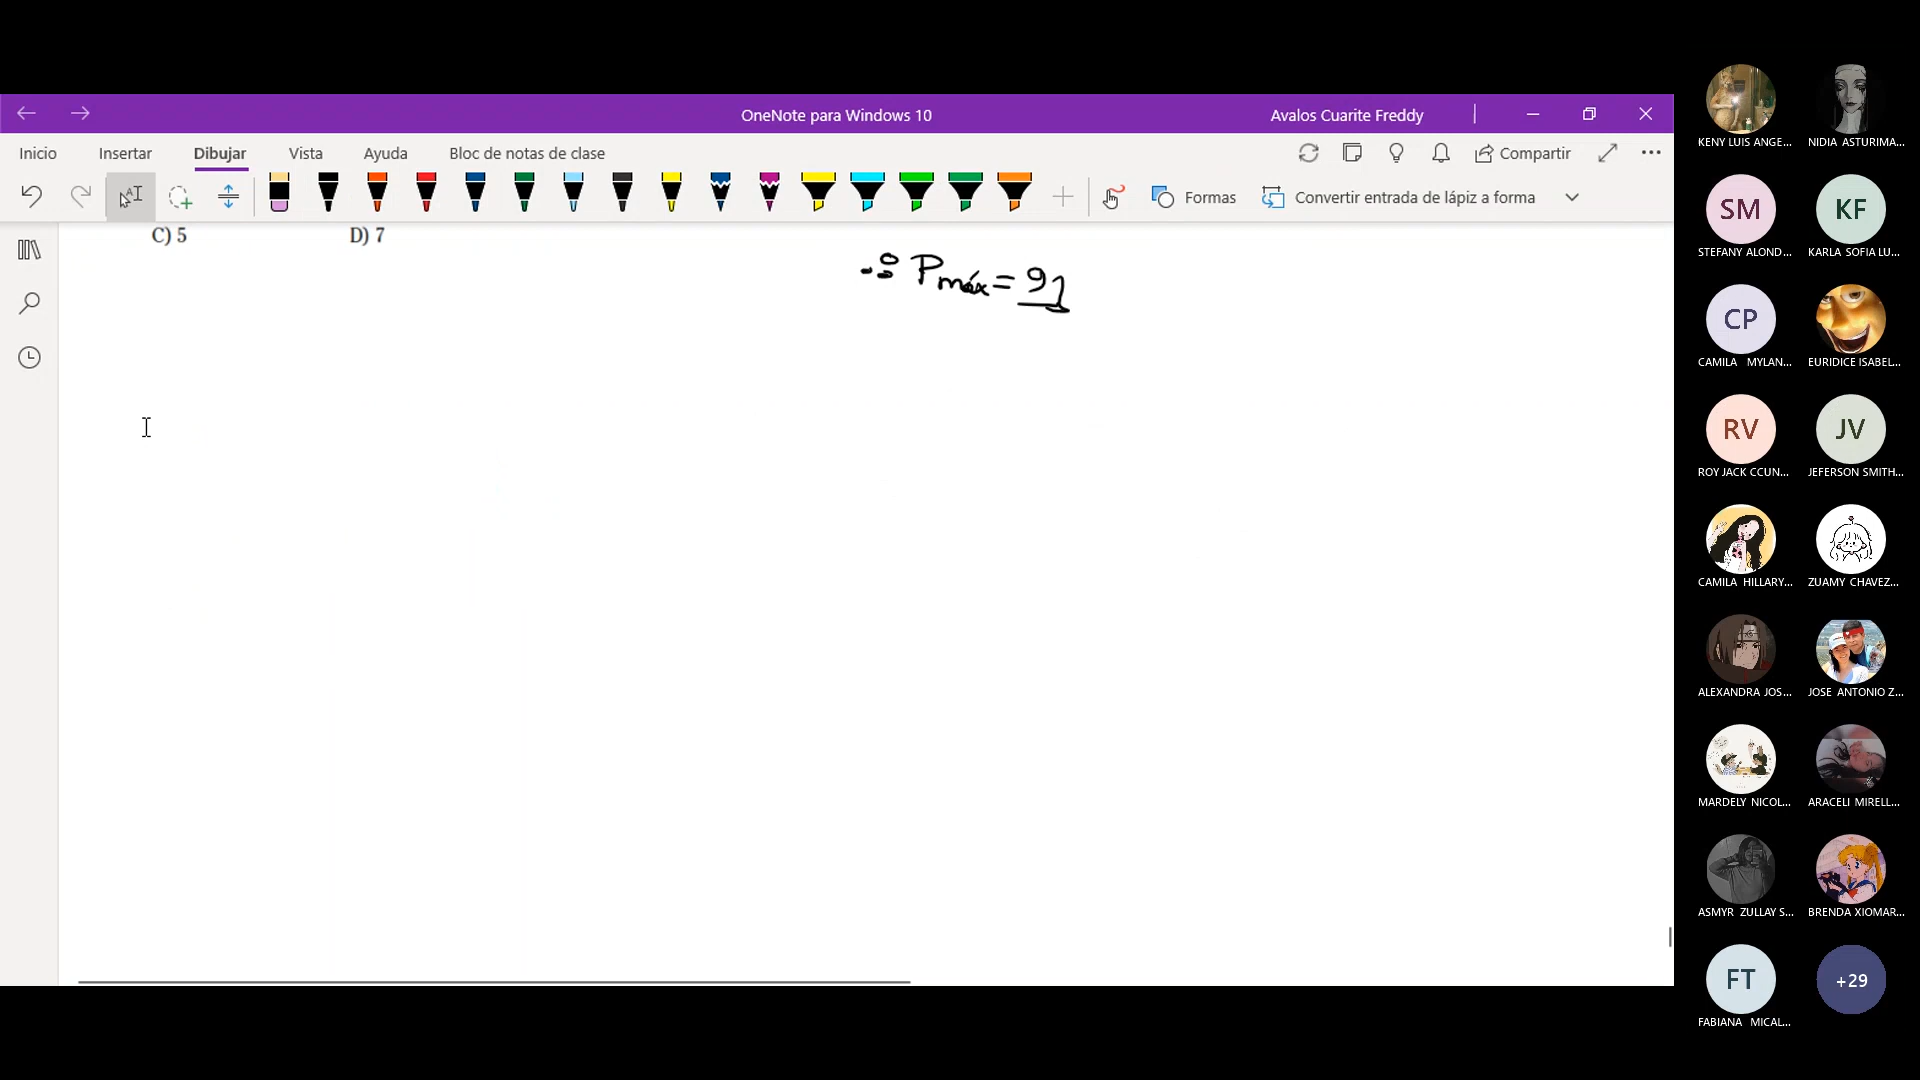 OneNote para Windows 10
Avalos Cuarite Freddy
Inicio Insertar Dibujar Vista Ayuda Bloc de notas de clase Compartir
Formas Convertir entrada de lápiz a forma
C) 5 D) 7
∴ Pmáx = 91
KENY LUIS ANGE... NIDIA ASTURIMA...
SM KF
STEFANY ALOND... KARLA SOFIA LU...
CP
CAMILA MYLAN... EURIDICE ISABEL...
RV JV
ROY JACK CCUN... JEFERSON SMITH...
CAMILA HILLARY... ZUAMY CHAVEZ...
ALEXANDRA JOS... JOSE ANTONIO Z...
MARDELY NICOL... ARACELI MIRELL...
ASMYR ZULLAY S... BRENDA XIOMAR...
FT +29
FABIANA MICAL...